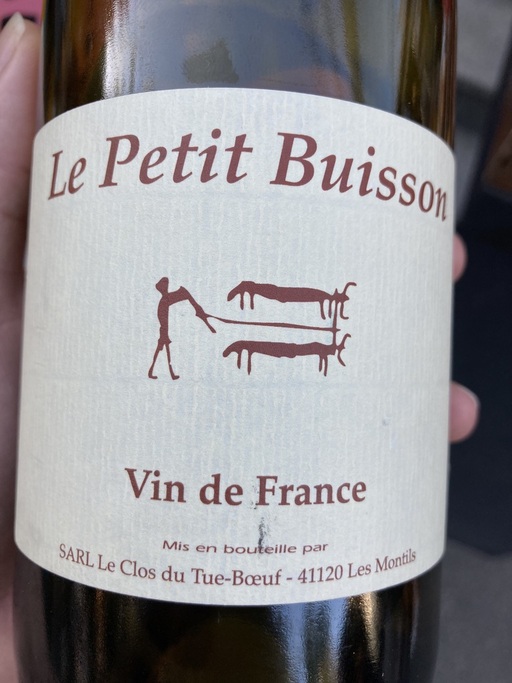 Le Petit Buisson
Vin de France
Mis en bouteille par
SARL Le Clos du Tue-Bœuf - 41120 Les Montils